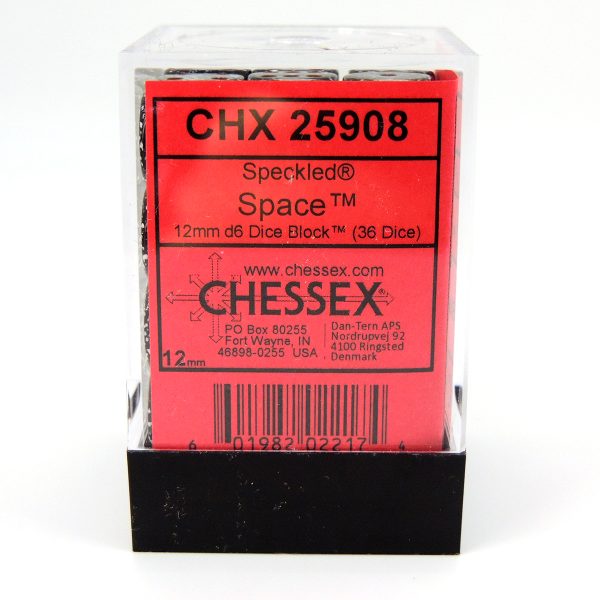 CHX 25908
Speckled®
Space™
12mm d6 Dice Block™ (36 Dice)
www.chessex.com
CHESSEX®
PO Box 80255
Fort Wayne, IN
46898-0255 USA
Dan-Tern APS
Nordrupvej 92
4100 Ringsted
Denmark
12mm
6 01982 02217 4